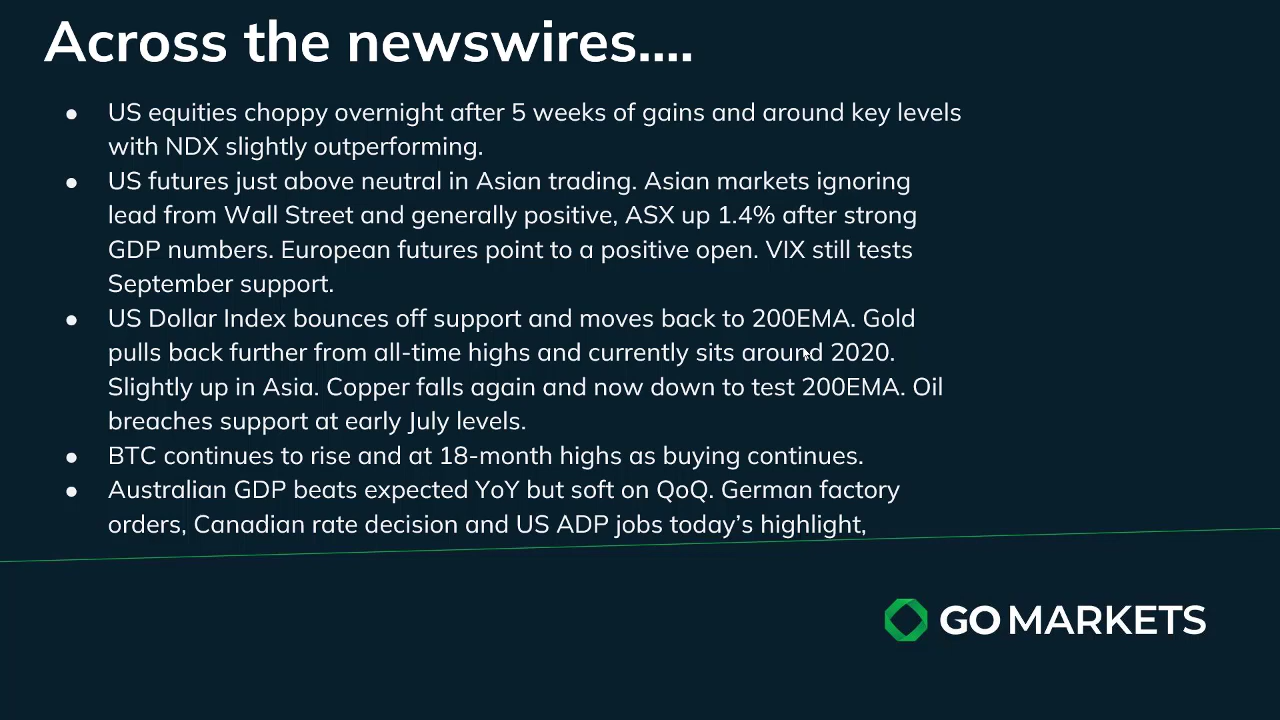 Across the newswires....
● US equities choppy overnight after 5 weeks of gains and around key levels
with NDX slightly outperforming.
● US futures just above neutral in Asian trading. Asian markets ignoring
lead from Wall Street and generally positive, ASX up 1.4% after strong
GDP numbers. European futures point to a positive open. VIX still tests
September support.
● US Dollar Index bounces off support and moves back to 200EMA. Gold
pulls back further from all-time highs and currently sits around 2020.
Slightly up in Asia. Copper falls again and now down to test 200EMA. Oil
breaches support at early July levels.
● BTC continues to rise and at 18-month highs as buying continues.
● Australian GDP beats expected YoY but soft on QoQ. German factory
orders, Canadian rate decision and US ADP jobs today’s highlight,
GO MARKETS